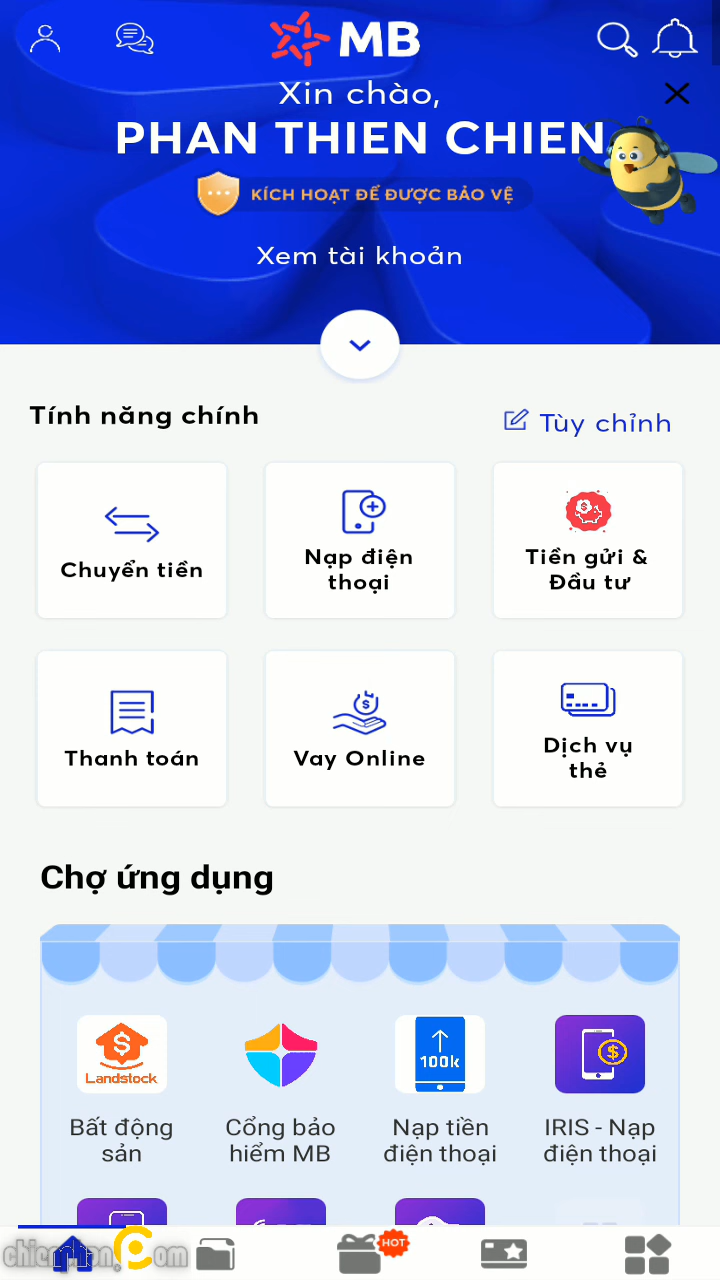 MB
Xin chào,
PHAN THIEN CHIEN
KÍCH HOẠT ĐỂ ĐƯỢC BẢO VỆ
Xem tài khoản
Tính năng chính
Tùy chỉnh
Chuyển tiền
Nạp điện
thoại
Tiền gửi &
Đầu tư
Thanh toán
Vay Online
Dịch vụ
thẻ
Chợ ứng dụng
Landstock
100k
Bất động
sản
Cổng bảo
hiểm MB
Nạp tiền
điện thoại
IRIS - Nạp
điện thoại
HOT